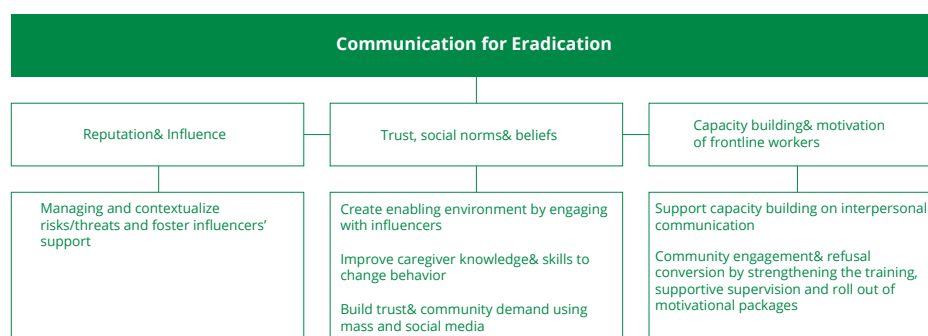 Communication for Eradication
Reputation& Influence
Trust, social norms& beliefs
Capacity building& motivation
of frontline workers
Managing and contextualize
risks/threats and foster influencers’
support
Create enabling environment by engaging
with influencers
Improve caregiver knowledge& skills to
change behavior
Build trust& community demand using
mass and social media
Support capacity building on interpersonal
communication
Community engagement& refusal
conversion by strengthening the training,
supportive supervision and roll out of
motivational packages